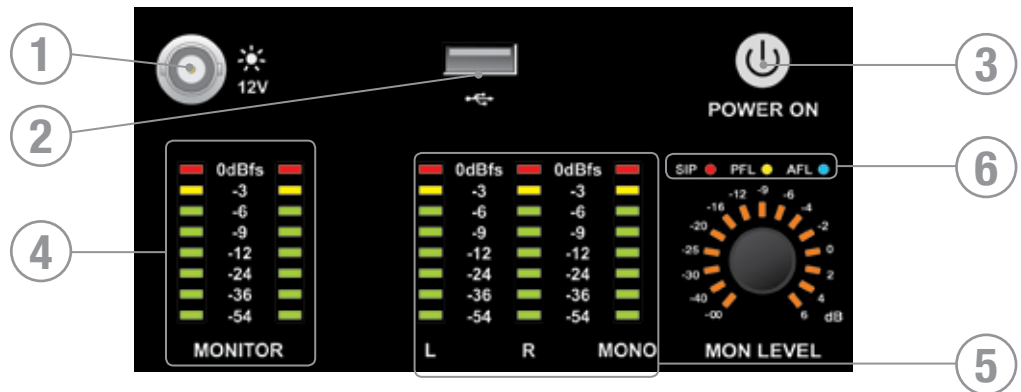 1
12V
2
3
POWER ON
4
0dBfs
-3
-6
-9
-12
-24
-36
-54
MONITOR
0dBfs 0dBfs
-3 -3
-6 -6
-9 -9
-12 -12
-24 -24
-36 -36
-54 -54
L R MONO
5
SIP PFL AFL
6
-12 -9 -6
-16 -4
-20 -2
-25 0
-30 2
-40 4
-00 6 dB
MON LEVEL